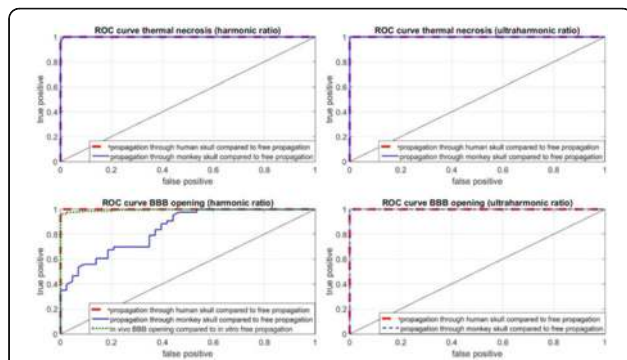 ROC curve thermal necrosis (harmonic ratio)
1
0.8
0.6
0.4
0.2
0
true positive
0 0.2 0.4 0.6 0.8 1
false positive
*propagation through human skull compared to free propagation
propagation through monkey skull compared to free propagation
ROC curve thermal necrosis (ultraharmonic ratio)
1
0.8
0.6
0.4
0.2
0
true positive
0 0.2 0.4 0.6 0.8 1
false positive
*propagation through human skull compared to free propagation
propagation through monkey skull compared to free propagation
ROC curve BBB opening (harmonic ratio)
1
0.8
0.6
0.4
0.2
0
true positive
0 0.2 0.4 0.6 0.8 1
false positive
*propagation through human skull compared to free propagation
propagation through monkey skull compared to free propagation
In vivo BBB opening compared to in vitro free propagation
ROC curve BBB opening (ultraharmonic ratio)
1
0.8
0.6
0.4
0.2
0
true positive
0 0.2 0.4 0.6 0.8 1
false positive
*propagation through human skull compared to free propagation
propagation through monkey skull compared to free propagation